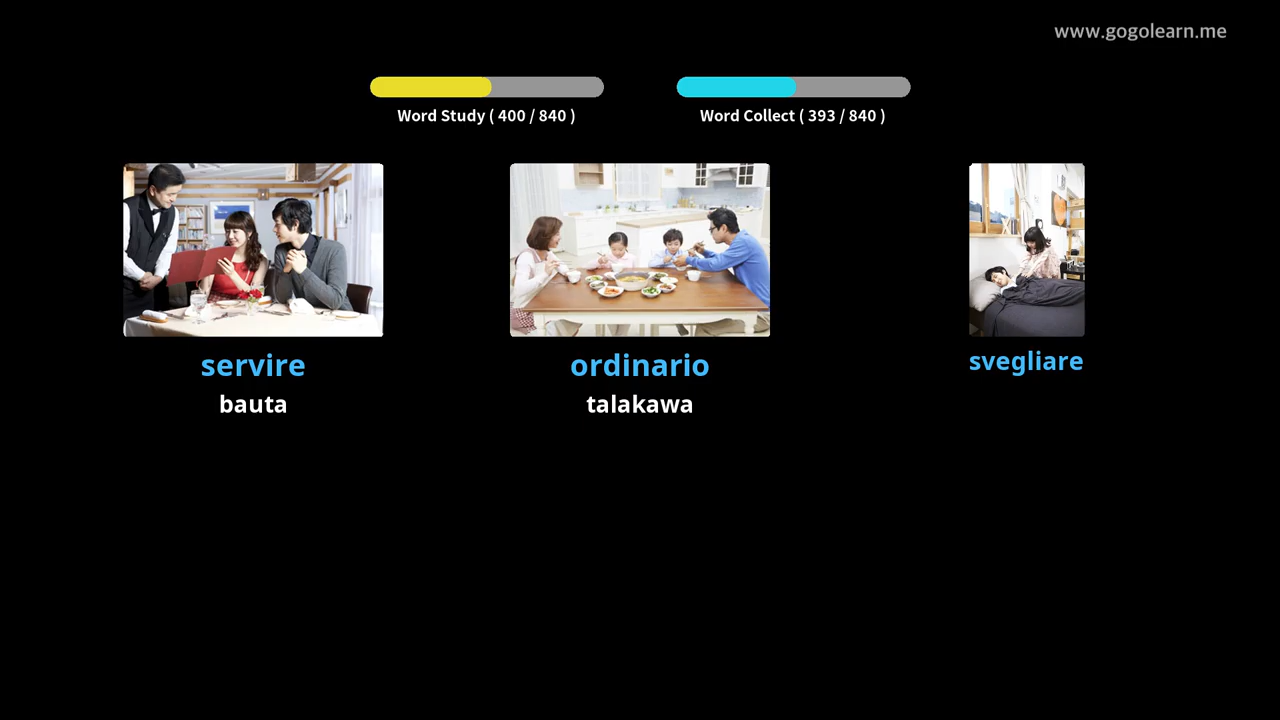 www.gogolearn.me
Word Study ( 400 / 840 )
Word Collect ( 393 / 840 )
servire
bauta
ordinario
talakawa
svegliare